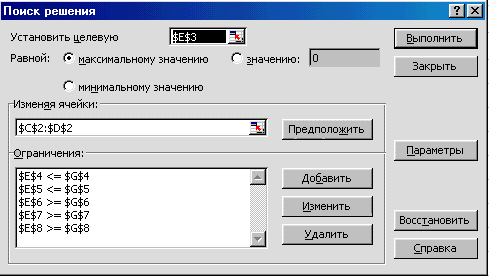 Поиск решения
Установить целевую $E$3
Выполнить
Равной: максимальному значению значению: 0
Закрыть
минимальному значению
Изменяя ячейки:
$C$2:$D$2
Предположить
Ограничения:
Параметры
$E$4 <= $G$4
$E$5 <= $G$5
$E$6 >= $G$6
$E$7 >= $G$7
$E$8 >= $G$8
Добавить
Изменить
Удалить
Восстановить
Справка